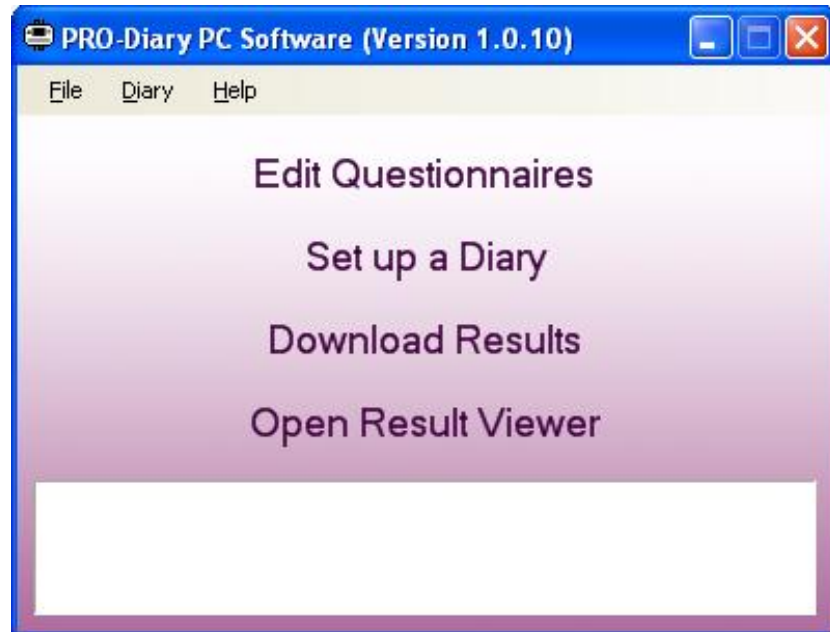 PRO-Diary PC Software (Version 1.0.10)
File Diary Help
Edit Questionnaires
Set up a Diary
Download Results
Open Result Viewer